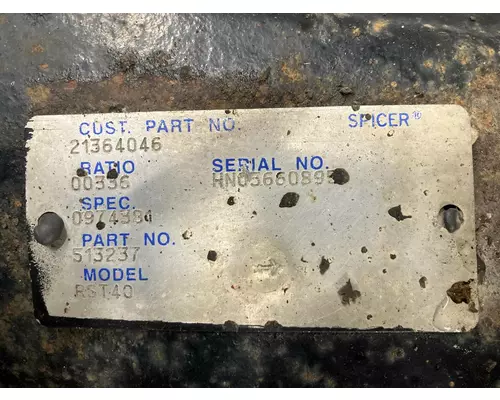 CUST. PART NO. SPICER®
21364046
RATIO SERIAL NO.
00336
SPEC.
PART NO.
513237
MODEL
RST40